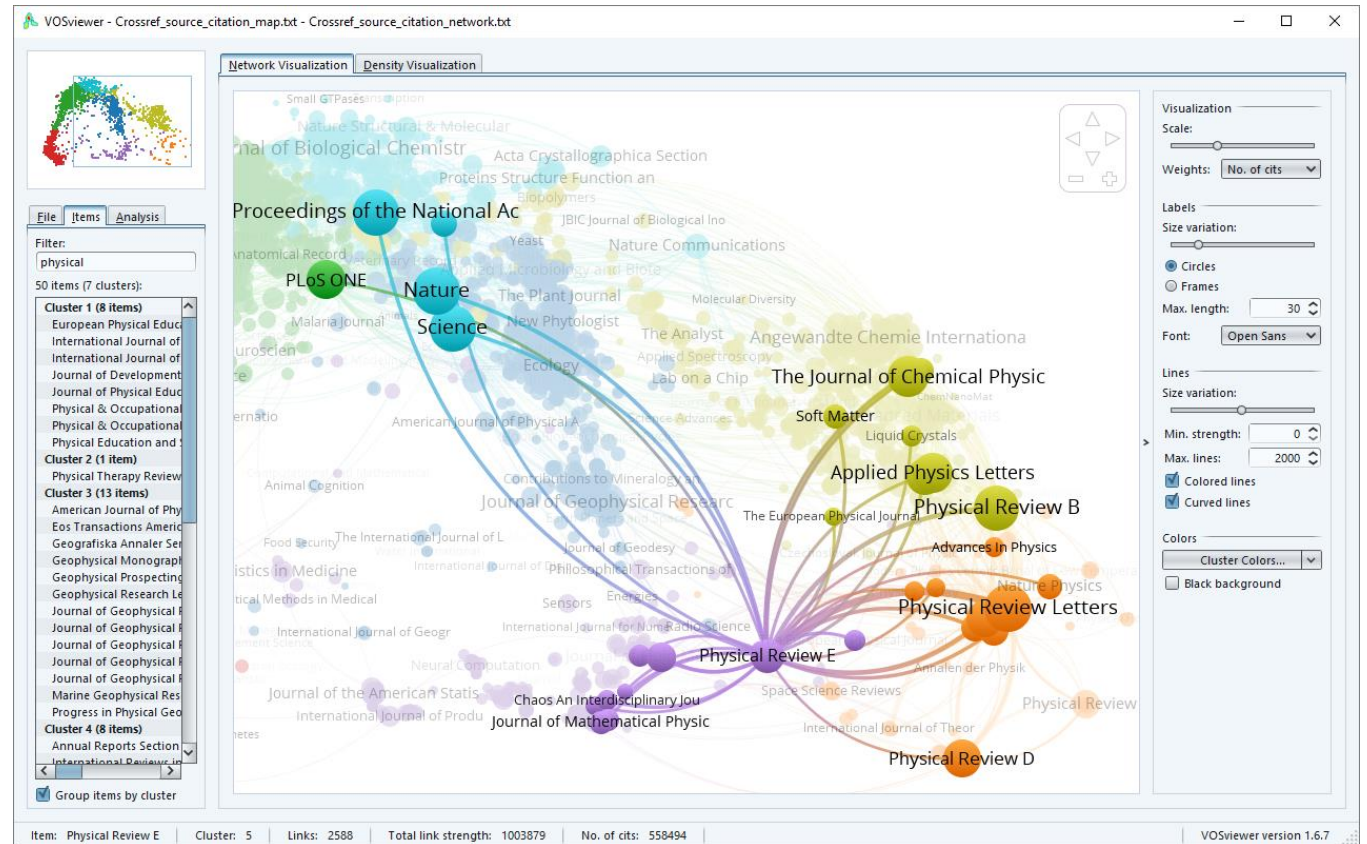 VOSviewer - Crossref_source_citation_map.txt - Crossref_source_citation_network.txt
Network Visualization
Density Visualization
File
Items
Analysis
Filter:
physical
50 items (7 clusters):
Cluster 1 (8 items)
European Physical Educa
International Journal of
International Journal of
Journal of Development
Journal of Physical Educ
Physical & Occupational
Physical & Occupational
Physical Education and
Cluster 2 (1 item)
Physical Therapy Review
Cluster 3 (13 items)
American Journal of Phy
Eos Transactions Americ
Geografiska Annaler Ser
Geophysical Monograph
Geophysical Prospecting
Geophysical Research Le
Journal of Geophysical F
Journal of Geophysical F
Journal of Geophysical F
Journal of Geophysical F
Journal of Geophysical F
Marine Geophysical Res
Progress in Physical Geo
Cluster 4 (8 items)
Annual Reports Section
International Reviews in
Group items by cluster
Small GTPases
Nature Structural & Molecular
nal of Biological Chemistr
Acta Crystallographica Section
Proteins Structure Function an
Biopolymers
Proceedings of the National Ac
JBIC Journal of Biological Ino
Yeast
Nature Communications
Anatomical Record
Applied Microbiology and Biote
PLoS ONE
Nature
The Plant Journal
Molecular Diversity
Malaria Journal
Science
New Phytologist
The Analyst
Angewandte Chemie Internationa
Applied Spectroscopy
Ecology
Lab on a Chip
The Journal of Chemical Physic
ChemNanoMat
American Journal of Physical A
Science Advances
Soft Matter
Liquid Crystals
Applied Physics Letters
Contributions to Mineralogy an
Animal Cognition
Journal of Geophysical Researc
The European Physical Journal
Physical Review B
Food Security
The International Journal of L
Journal of Geodesy
Advances In Physics
istics in Medicine
Philosophical Transactions of
Nature Physics
tical Methods in Medical
Sensors
Energies
Physical Review Letters
International Journal of Geogr
International Journal for Nume
Radio Science
Physical Review E
Neural Computation
Annalen der Physik
Journal of the American Statis
Chaos An Interdisciplinary Jou
Space Science Reviews
Physical Review
International Journal of Produ
Journal of Mathematical Physic
International Journal of Theor
Physical Review D
Visualization
Scale:
Weights: No. of cits
Labels
Size variation:
Circles
Frames
Max. length: 30
Font: Open Sans
Lines
Size variation:
Min. strength: 0
Max. lines: 2000
Colored lines
Curved lines
Colors
Cluster Colors...
Black background
Item: Physical Review E
Cluster: 5
Links: 2588
Total link strength: 1003879
No. of cits: 558494
VOSviewer version 1.6.7